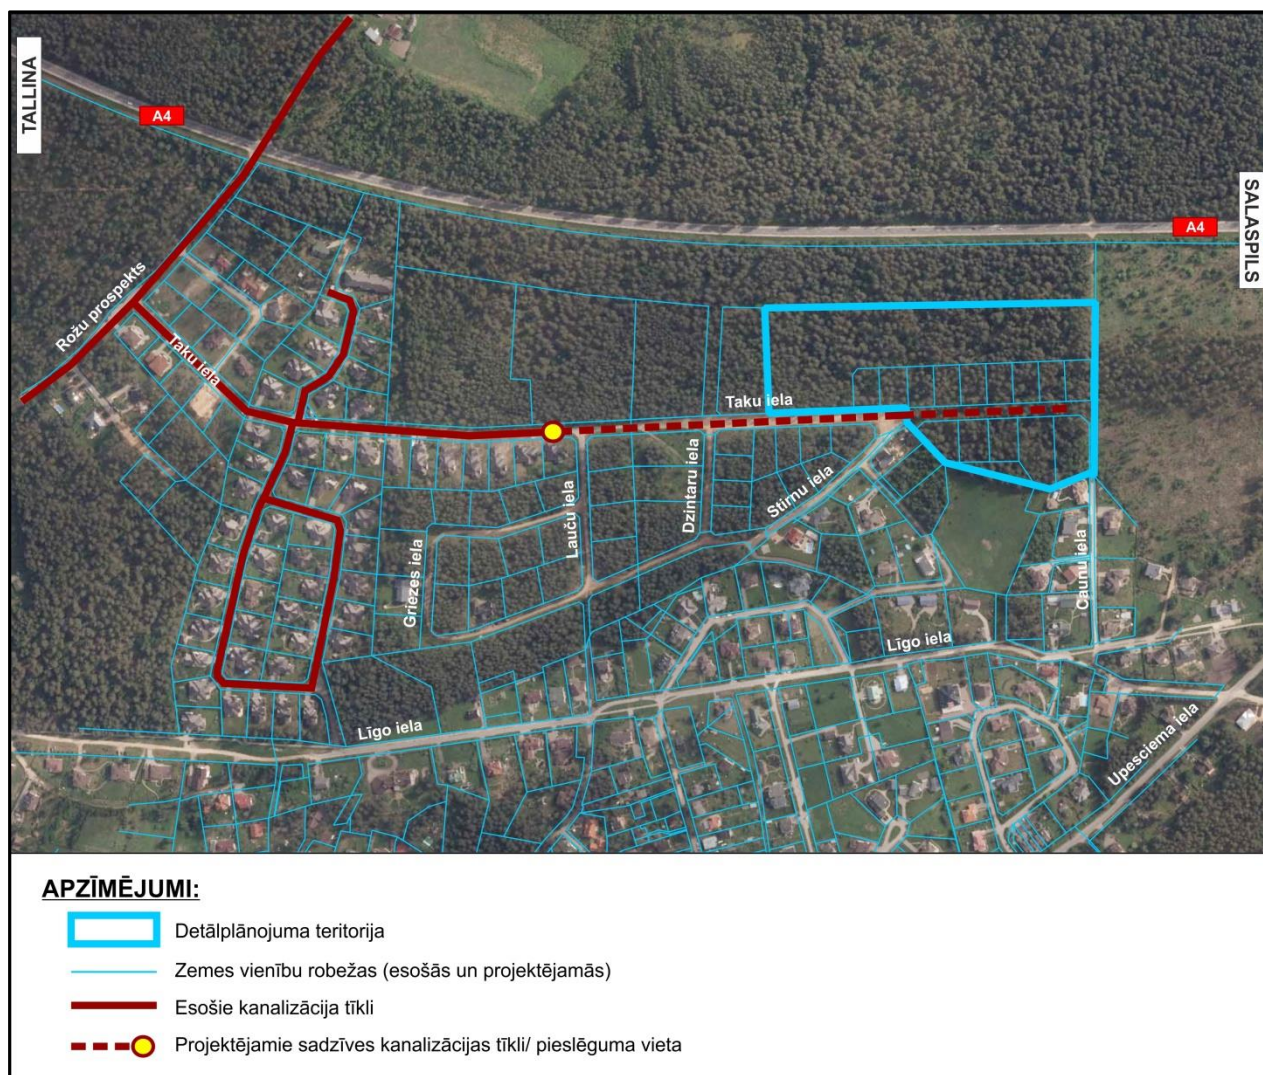 TALLINA
A4
SALASPILS
A4
Rožu prospekts
Taku iela
Taku iela
Lauču iela
Dzintaru iela
Stirnu iela
Griezes iela
Caunu iela
Līgo iela
Līgo iela
Upesciema iela
APZĪMĒJUMI:
Detālplānojuma teritorija
Zemes vienību robežas (esošās un projektējamās)
Esošie kanalizācija tīkli
Projektējamie sadzīves kanalizācijas tīkli/ pieslēguma vieta